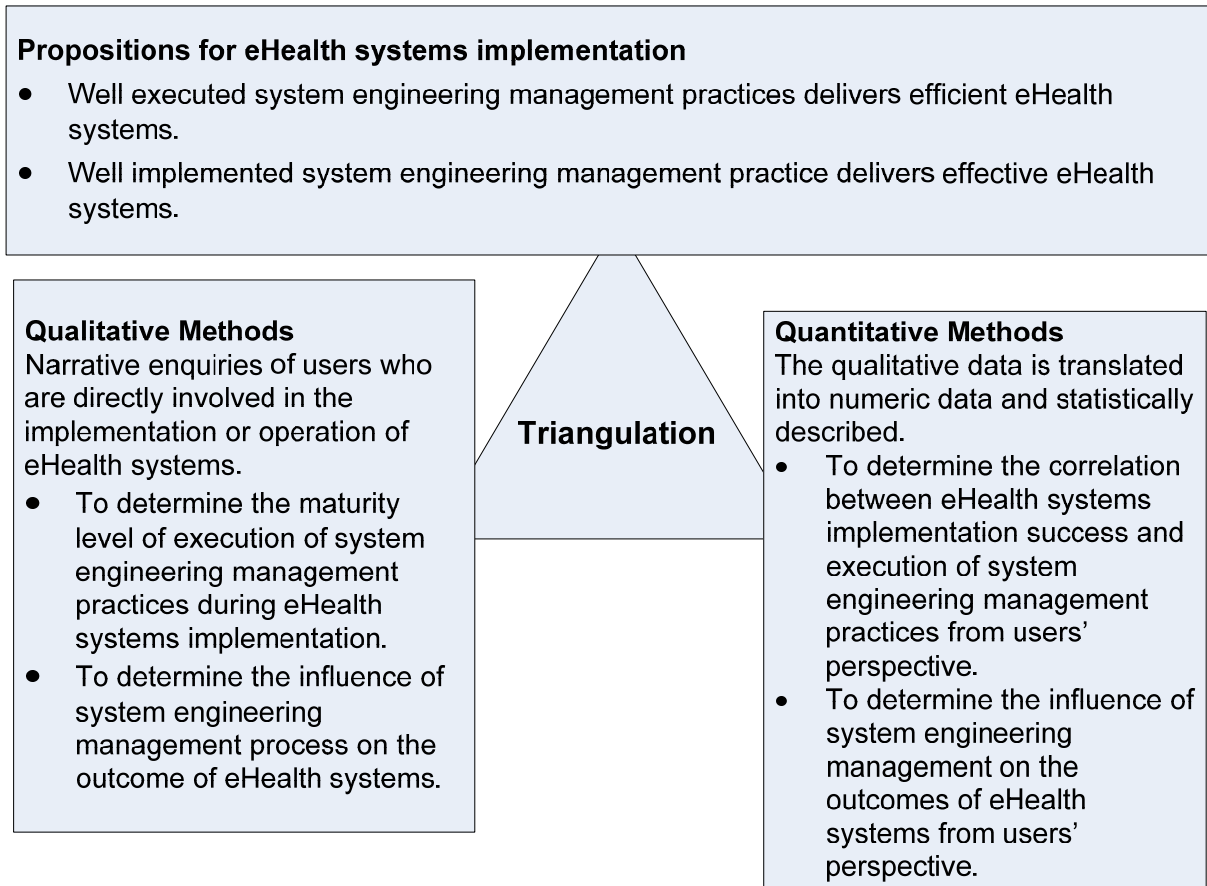 Propositions for eHealth systems implementation
• Well executed system engineering management practices delivers efficient eHealth
systems.
• Well implemented system engineering management practice delivers effective eHealth
systems.
Qualitative Methods
Narrative enquiries of users who
are directly involved in the
implementation or operation of
eHealth systems.
• To determine the maturity
level of execution of system
engineering management
practices during eHealth
systems implementation.
• To determine the influence of
system engineering
management process on the
outcome of eHealth systems.
Triangulation
Quantitative Methods
The qualitative data is translated
into numeric data and statistically
described.
• To determine the correlation
between eHealth systems
implementation success and
execution of system
engineering management
practices from users’
perspective.
• To determine the influence of
system engineering
management on the
outcomes of eHealth
systems from users’
perspective.